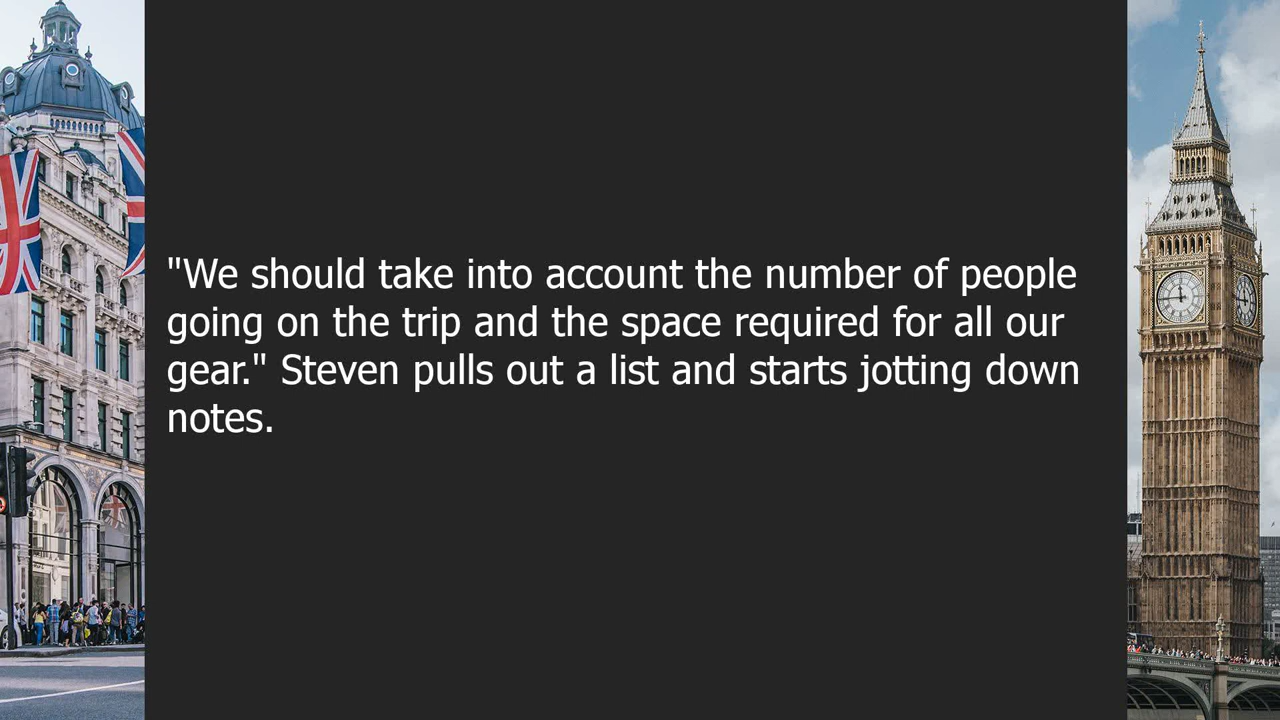 "We should take into account the number of people
going on the trip and the space required for all our
gear." Steven pulls out a list and starts jotting down
notes.